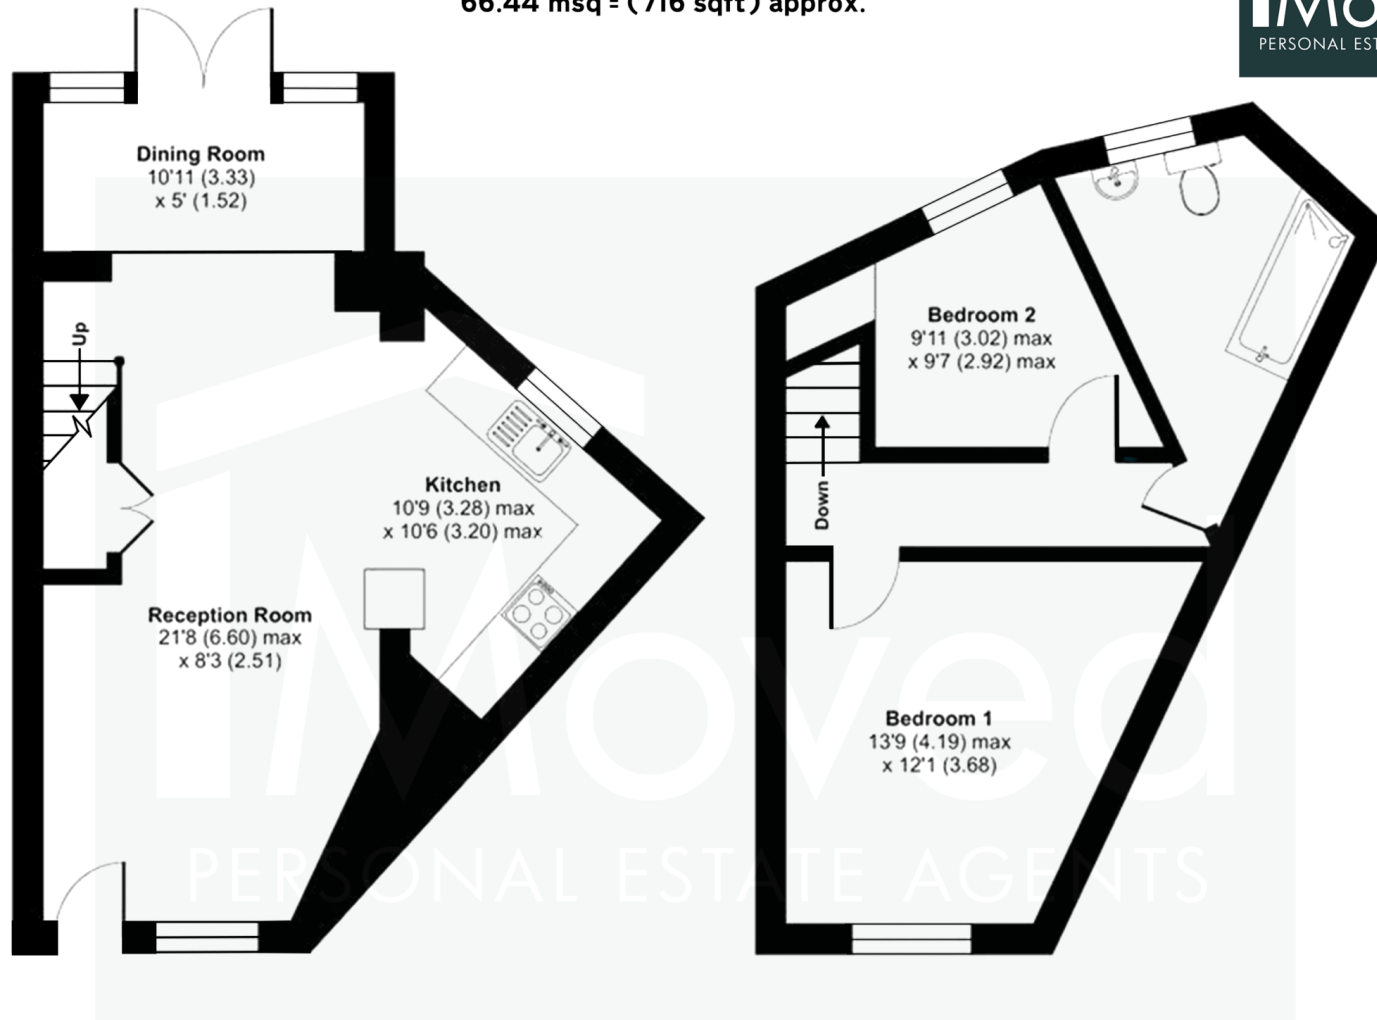 66.44 msq = ( 716 sqft ) approx.
PERSONAL EST
Dining Room
10'11 (3.33)
x 5' (1.52)
Up
Kitchen
10'9 (3.28) max
x 10'6 (3.20) max
Reception Room
21'8 (6.60) max
x 8'3 (2.51)
Bedroom 2
9'11 (3.02) max
x 9'7 (2.92) max
Down
Bedroom 1
13'9 (4.19) max
x 12'1 (3.68)
Moved
PERSONAL ESTATE AGENTS